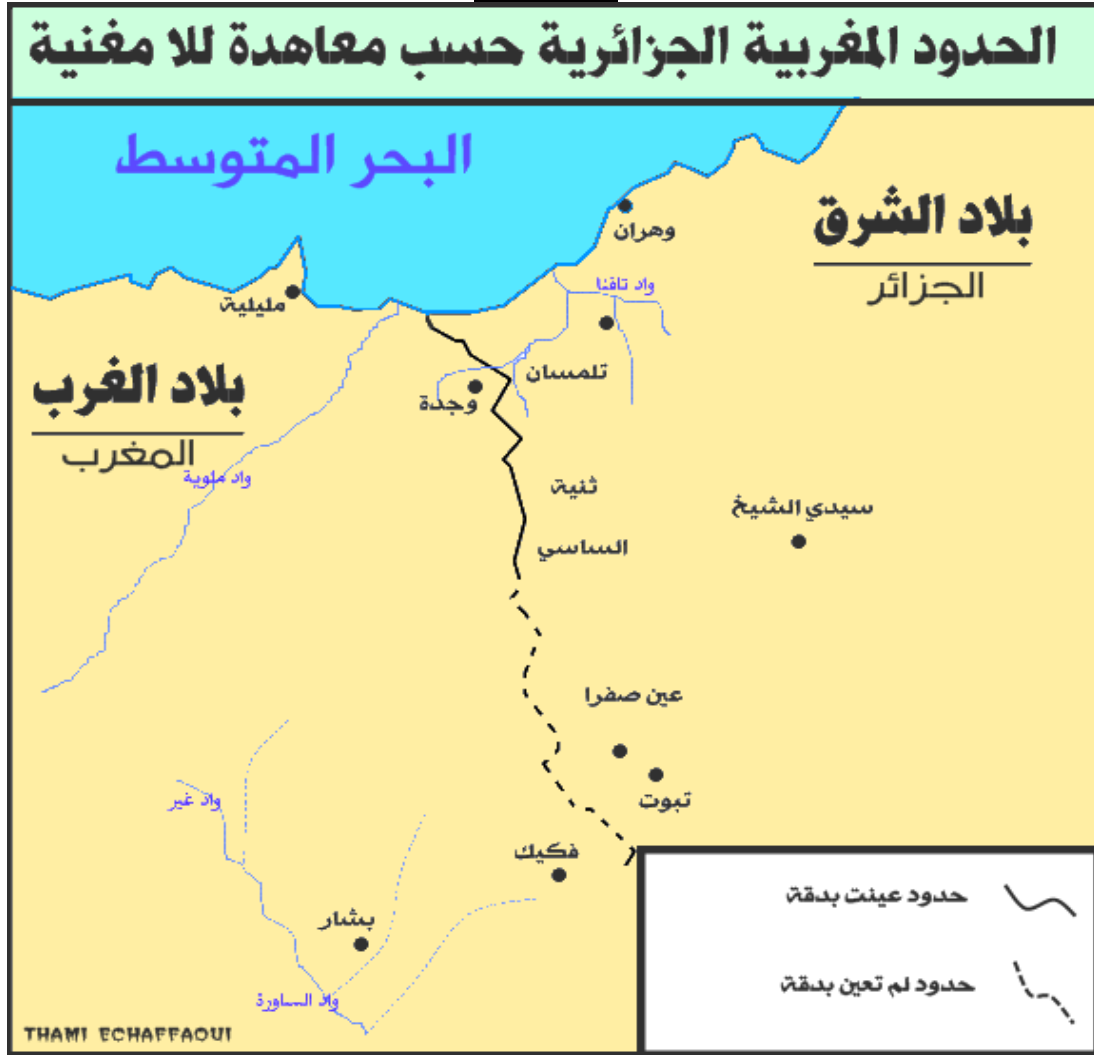 الحدود المغربية الجزائرية حسب معاهدة للا مغنية
البحر المتوسط
بلاد الشرق
الجزائر
وهران
واد تافنا
مليلية
تلمسان
بلاد الغرب
المغرب
وجدة
واد ملوية
ثنية
الساسي
سيدي الشيخ
عين صفرا
تبوت
واد غير
فكيك
بشار
واد الساورة
حدود عينت بدقة
حدود لم تعين بدقة
THAMI ECHAFFAOUI